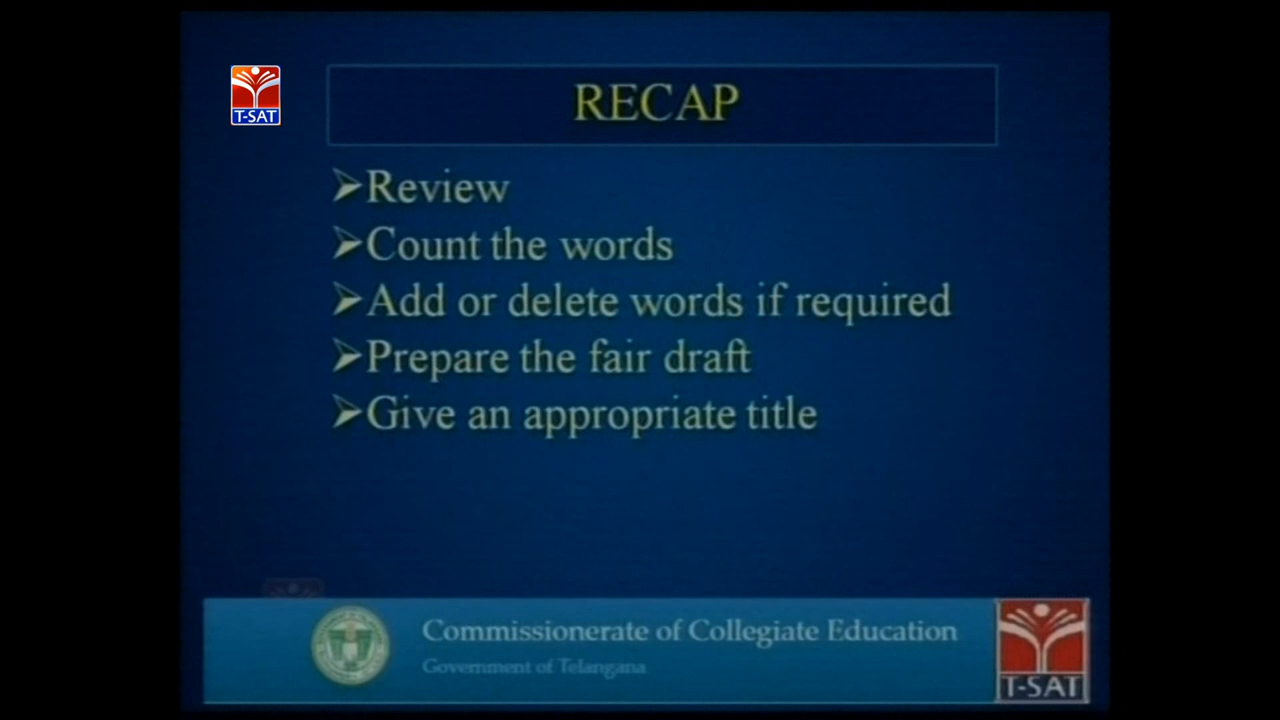 T-SAT
RECAP
➢Review
➢Count the words
➢Add or delete words if required
➢Prepare the fair draft
➢Give an appropriate title
Commissionerate of Collegiate Education
Government of Telangana
T-SAT